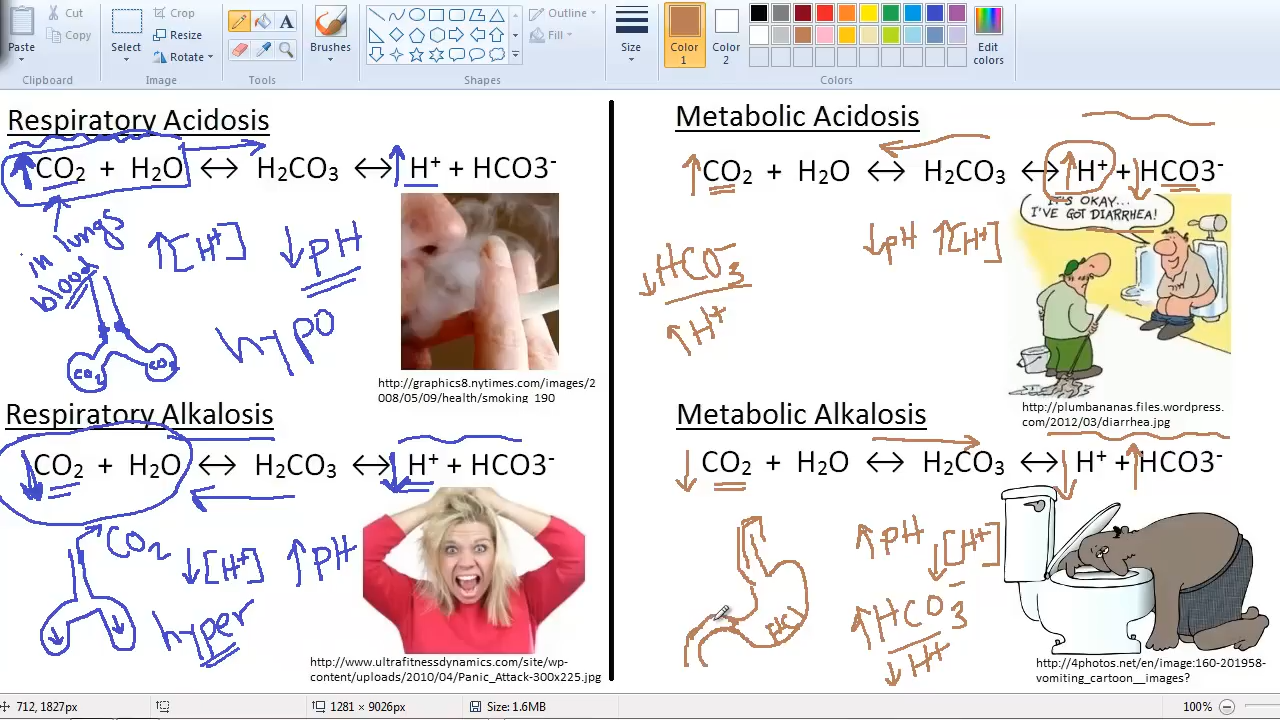 Paste
Cut
Copy
Clipboard
Select
Crop
Resize
Rotate
Image
A
Tools
Brushes
Outline
Fill
Shapes
Size
Color
1
Color
2
Edit
colors
Colors
Respiratory Acidosis
↑CO₂ + H₂O ↔ H₂CO₃ ↔ ↑H⁺ + HCO3⁻
in lungs
blood
↑[H⁺] ↓pH
hypo
CO₂ CO₂
http://graphics8.nytimes.com/images/2
008/05/09/health/smoking_190
Respiratory Alkalosis
↓CO₂ + H₂O ↔ H₂CO₃ ↔ ↓H⁺ + HCO3⁻
CO₂
↓[H⁺] ↑pH
hyper
http://www.ultrafitnessdynamics.com/site/wp-
content/uploads/2010/04/Panic_Attack-300x225.jpg
Metabolic Acidosis
↑CO₂ + H₂O ↔ H₂CO₃ ↔ ↑H⁺ + ↓HCO3⁻
IT'S OKAY...
I'VE GOT DIARRHEA!
↓pH ↑[H⁺]
↓HCO₃⁻
↑H⁺
http://plumbananas.files.wordpress.
com/2012/03/diarrhea.jpg
Metabolic Alkalosis
↓CO₂ + H₂O ↔ H₂CO₃ ↔ ↓H⁺ + ↑HCO3⁻
↑pH ↓[H⁺]
HCl
↑HCO₃⁻
↓H⁺
http://4photos.net/en/image:160-201958-
vomiting_cartoon__images?
712, 1827px
1281 × 9026px
Size: 1.6MB
100%